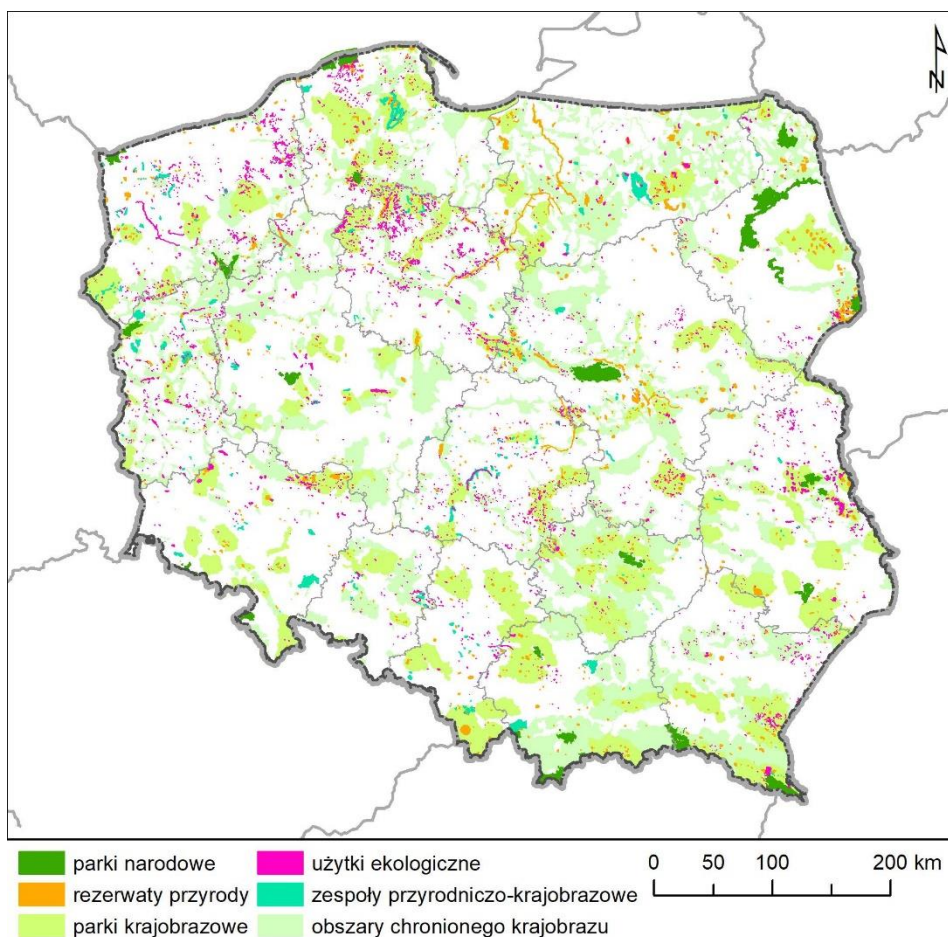 N
parki narodowe
rezerwaty przyrody
parki krajobrazowe
użytki ekologiczne
zespoły przyrodniczo-krajobrazowe
obszary chronionego krajobrazu
0 50 100 200 km